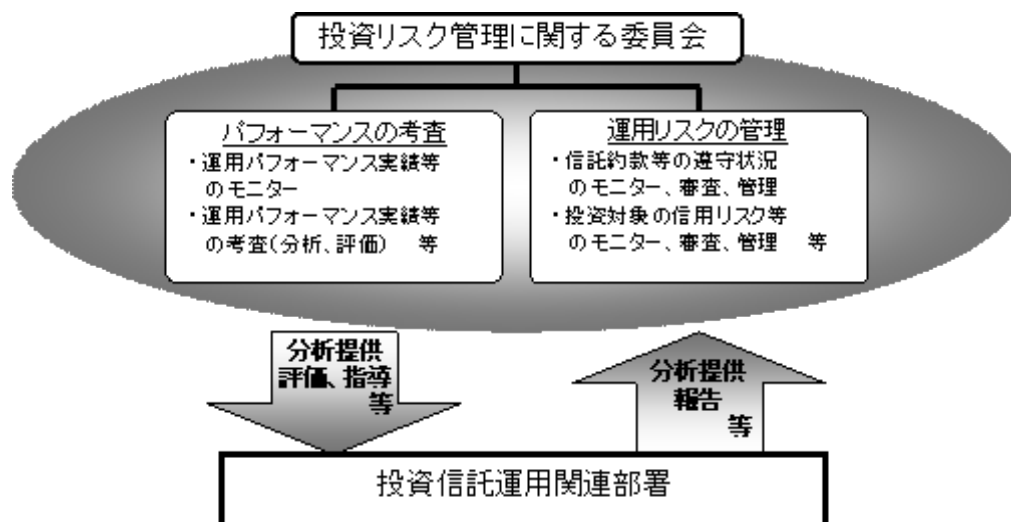 投資リスク管理に関する委員会
パフォーマンスの考査
・運用パフォーマンス実績等
のモニター
・運用パフォーマンス実績等
の考査(分析、評価) 等
運用リスクの管理
・信託約款等の遵守状況
のモニター、審査、管理
・投資対象の信用リスク等
のモニター、審査、管理 等
分析提供
評価、指導
等
分析提供
報告
等
投資信託運用関連部署